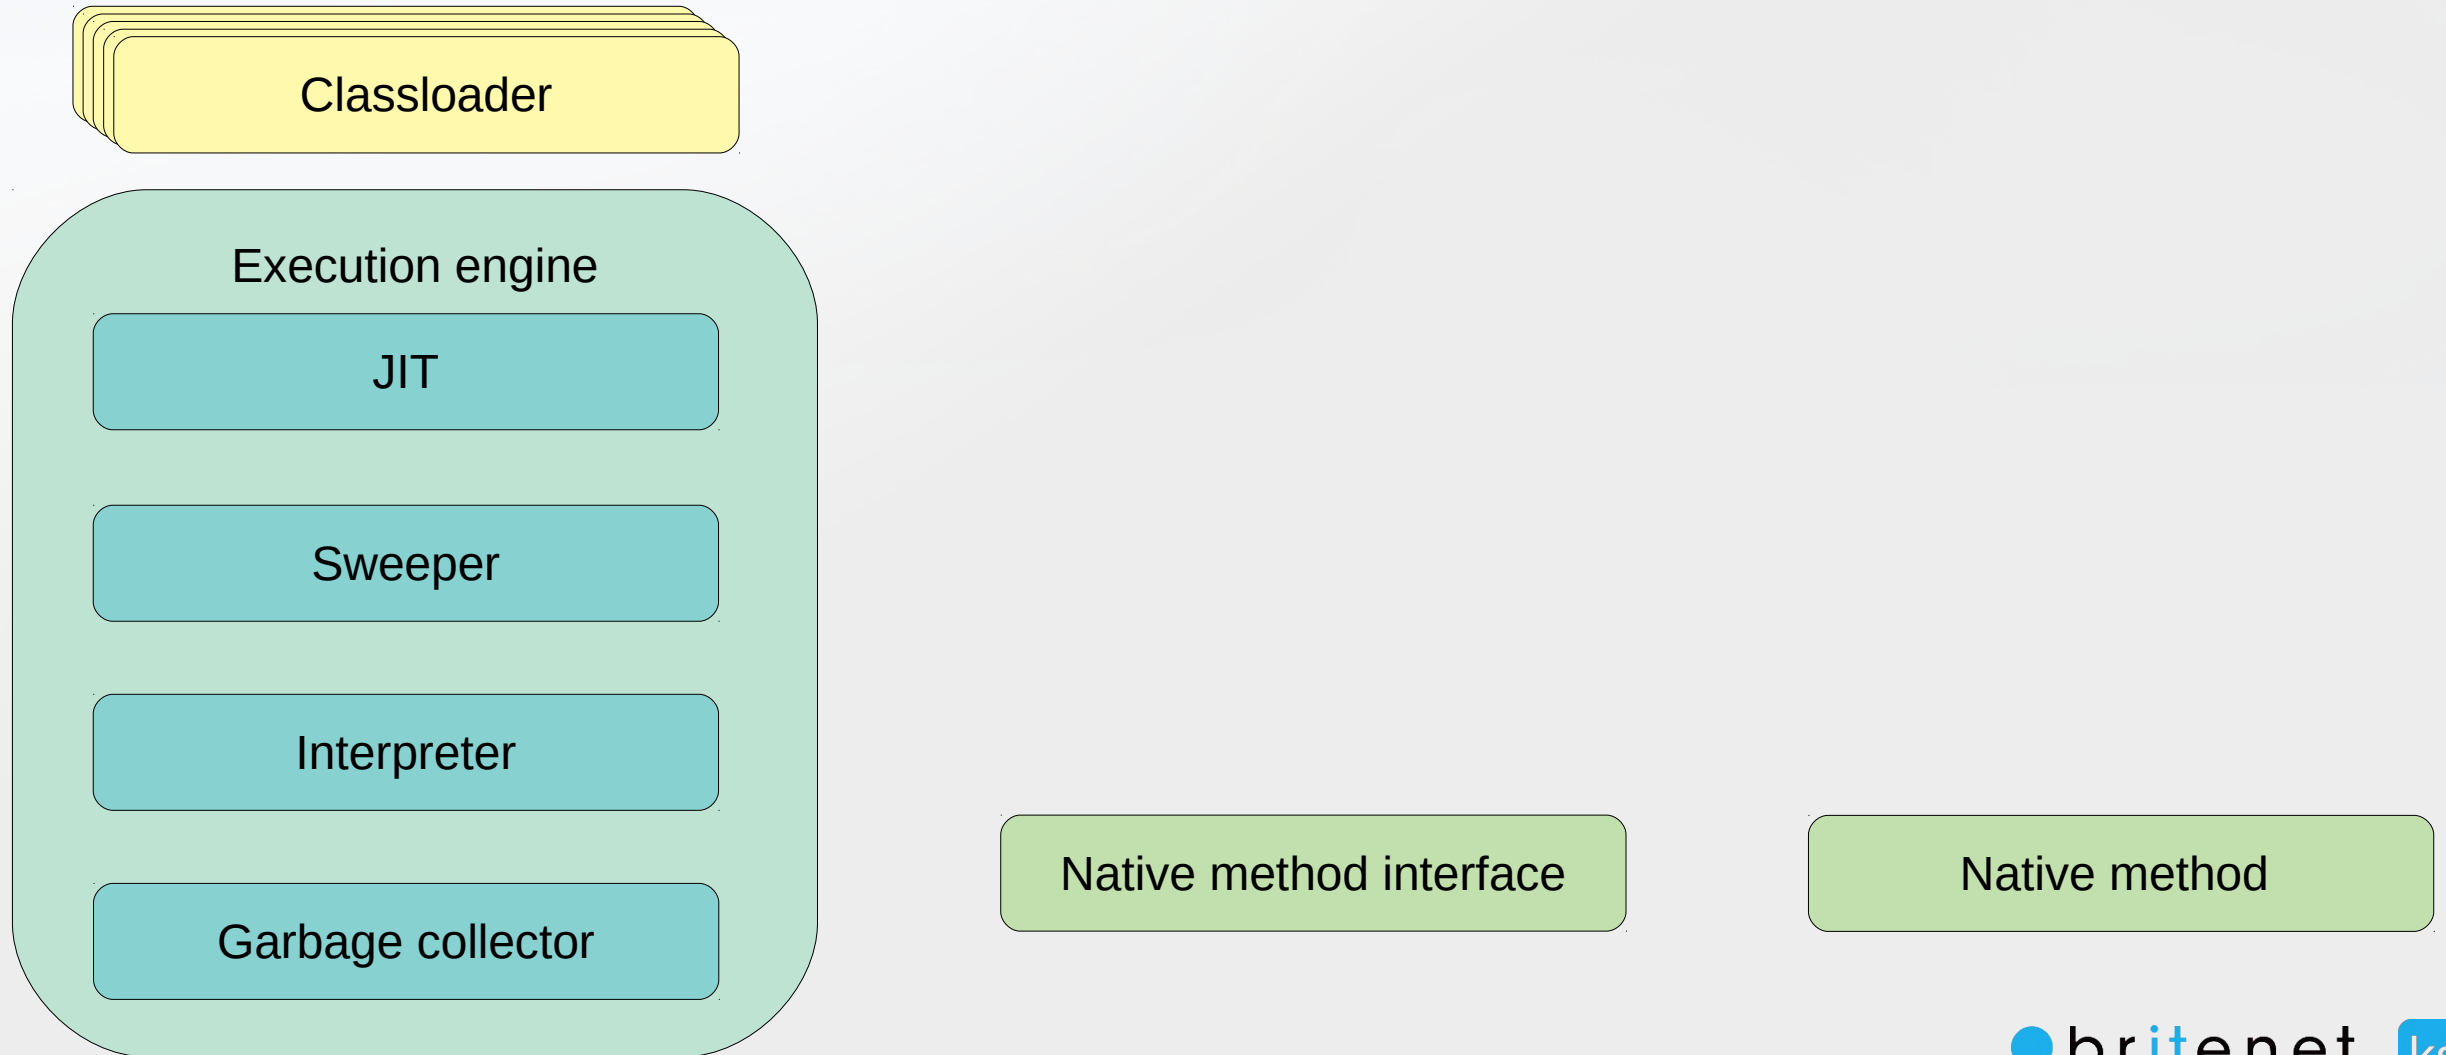 Classloader
Execution engine
JIT
Sweeper
Interpreter
Garbage collector
Native method interface
Native method
britenet